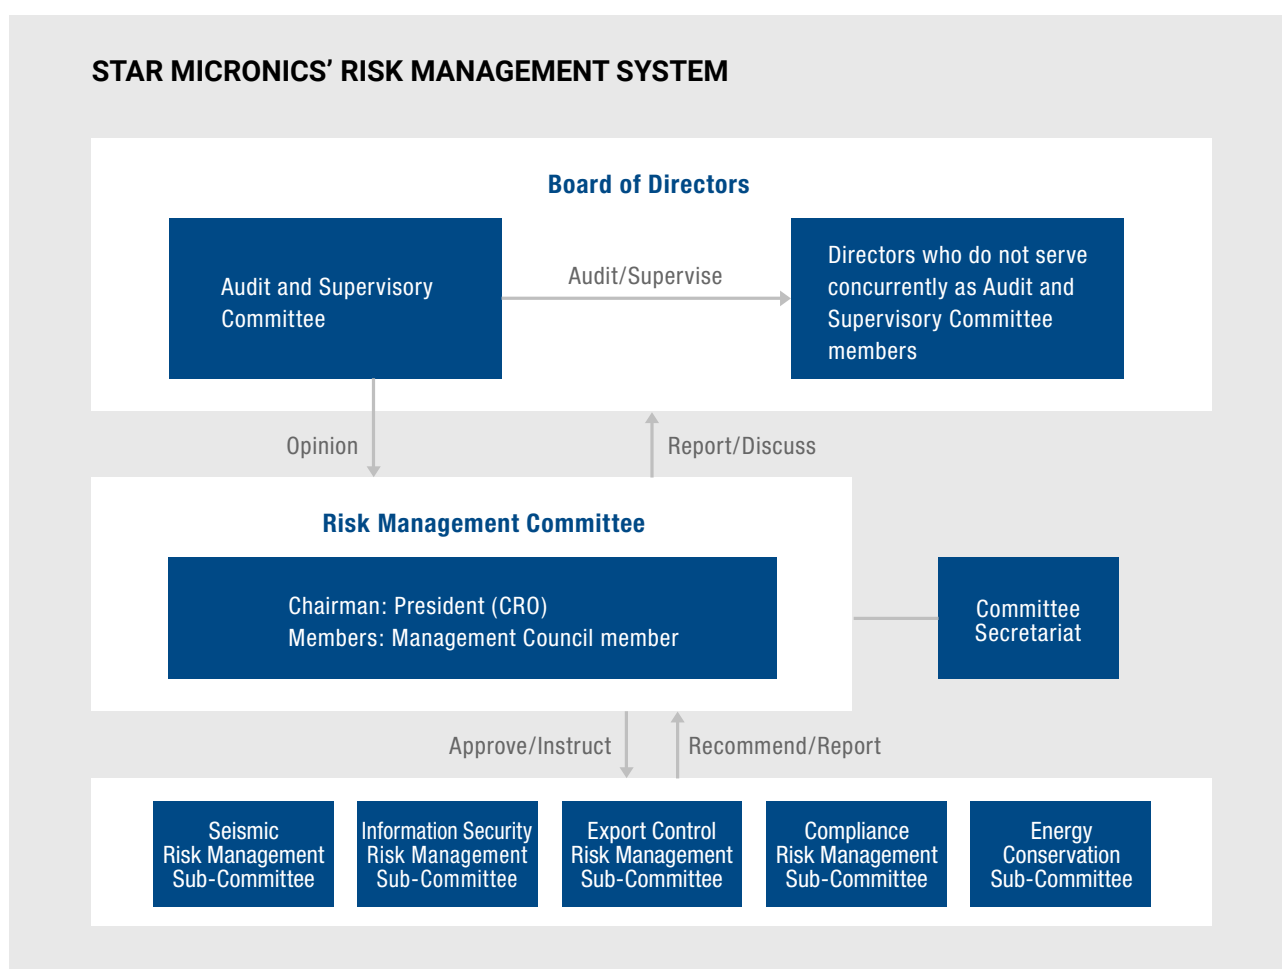 STAR MICRONICS’ RISK MANAGEMENT SYSTEM
Board of Directors
Audit and Supervisory
Committee
Audit/Supervise
Directors who do not serve
concurrently as Audit and
Supervisory Committee
members
Opinion
Report/Discuss
Risk Management Committee
Chairman: President (CRO)
Members: Management Council member
Committee
Secretariat
Approve/Instruct
Recommend/Report
Seismic
Risk Management
Sub-Committee
Information Security
Risk Management
Sub-Committee
Export Control
Risk Management
Sub-Committee
Compliance
Risk Management
Sub-Committee
Energy
Conservation
Sub-Committee